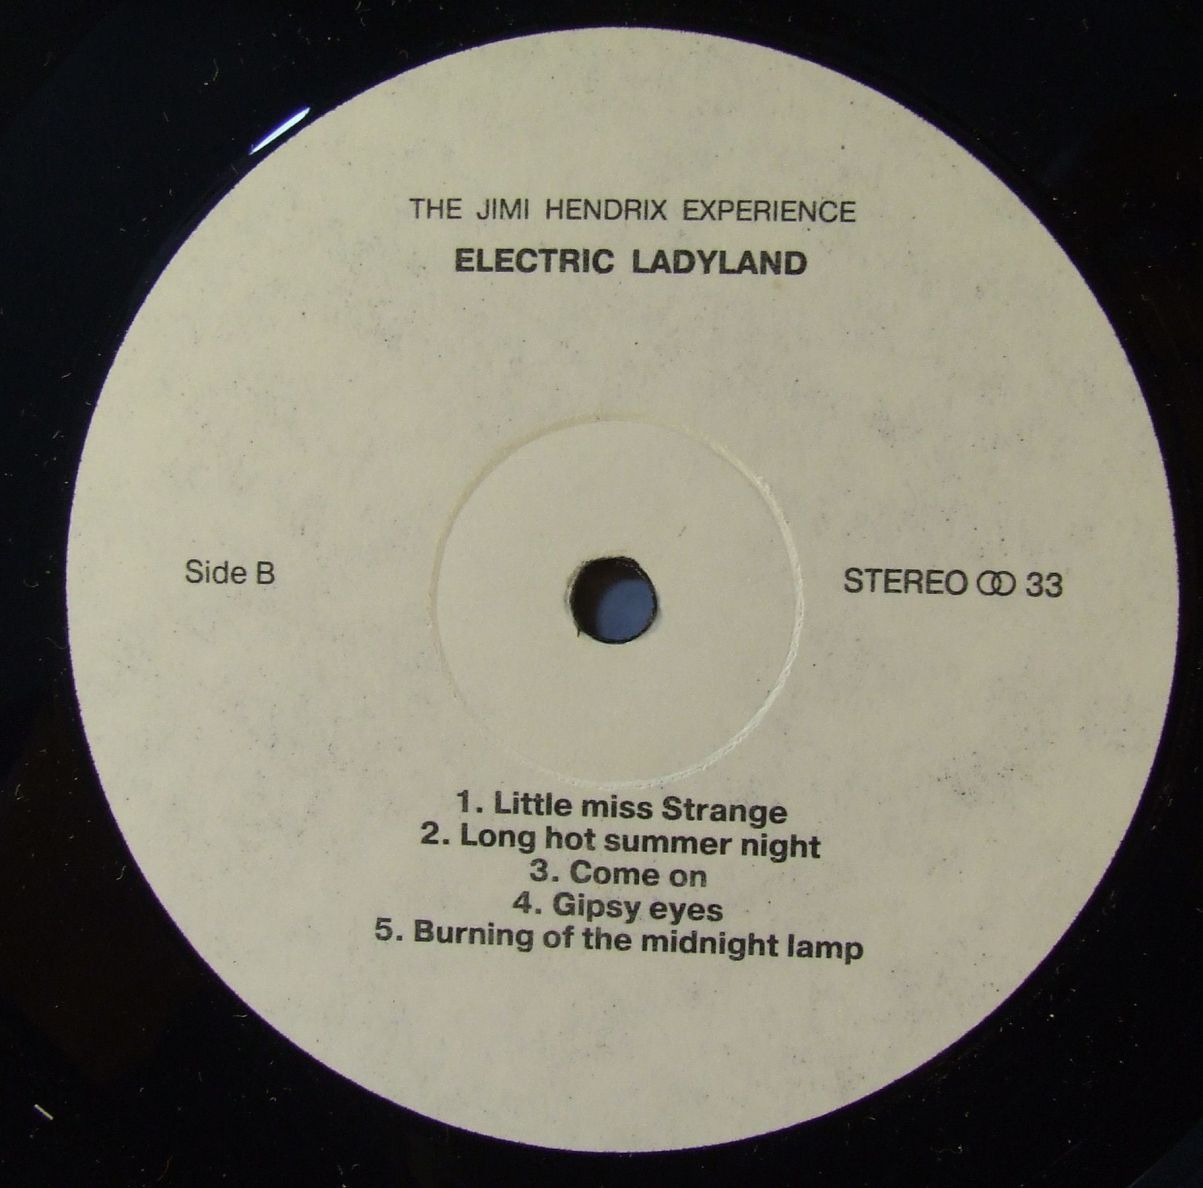 THE JIMI HENDRIX EXPERIENCE
ELECTRIC LADYLAND
Side B
STEREO ꝏ 33
1. Little miss Strange
2. Long hot summer night
3. Come on
4. Gipsy eyes
5. Burning of the midnight lamp